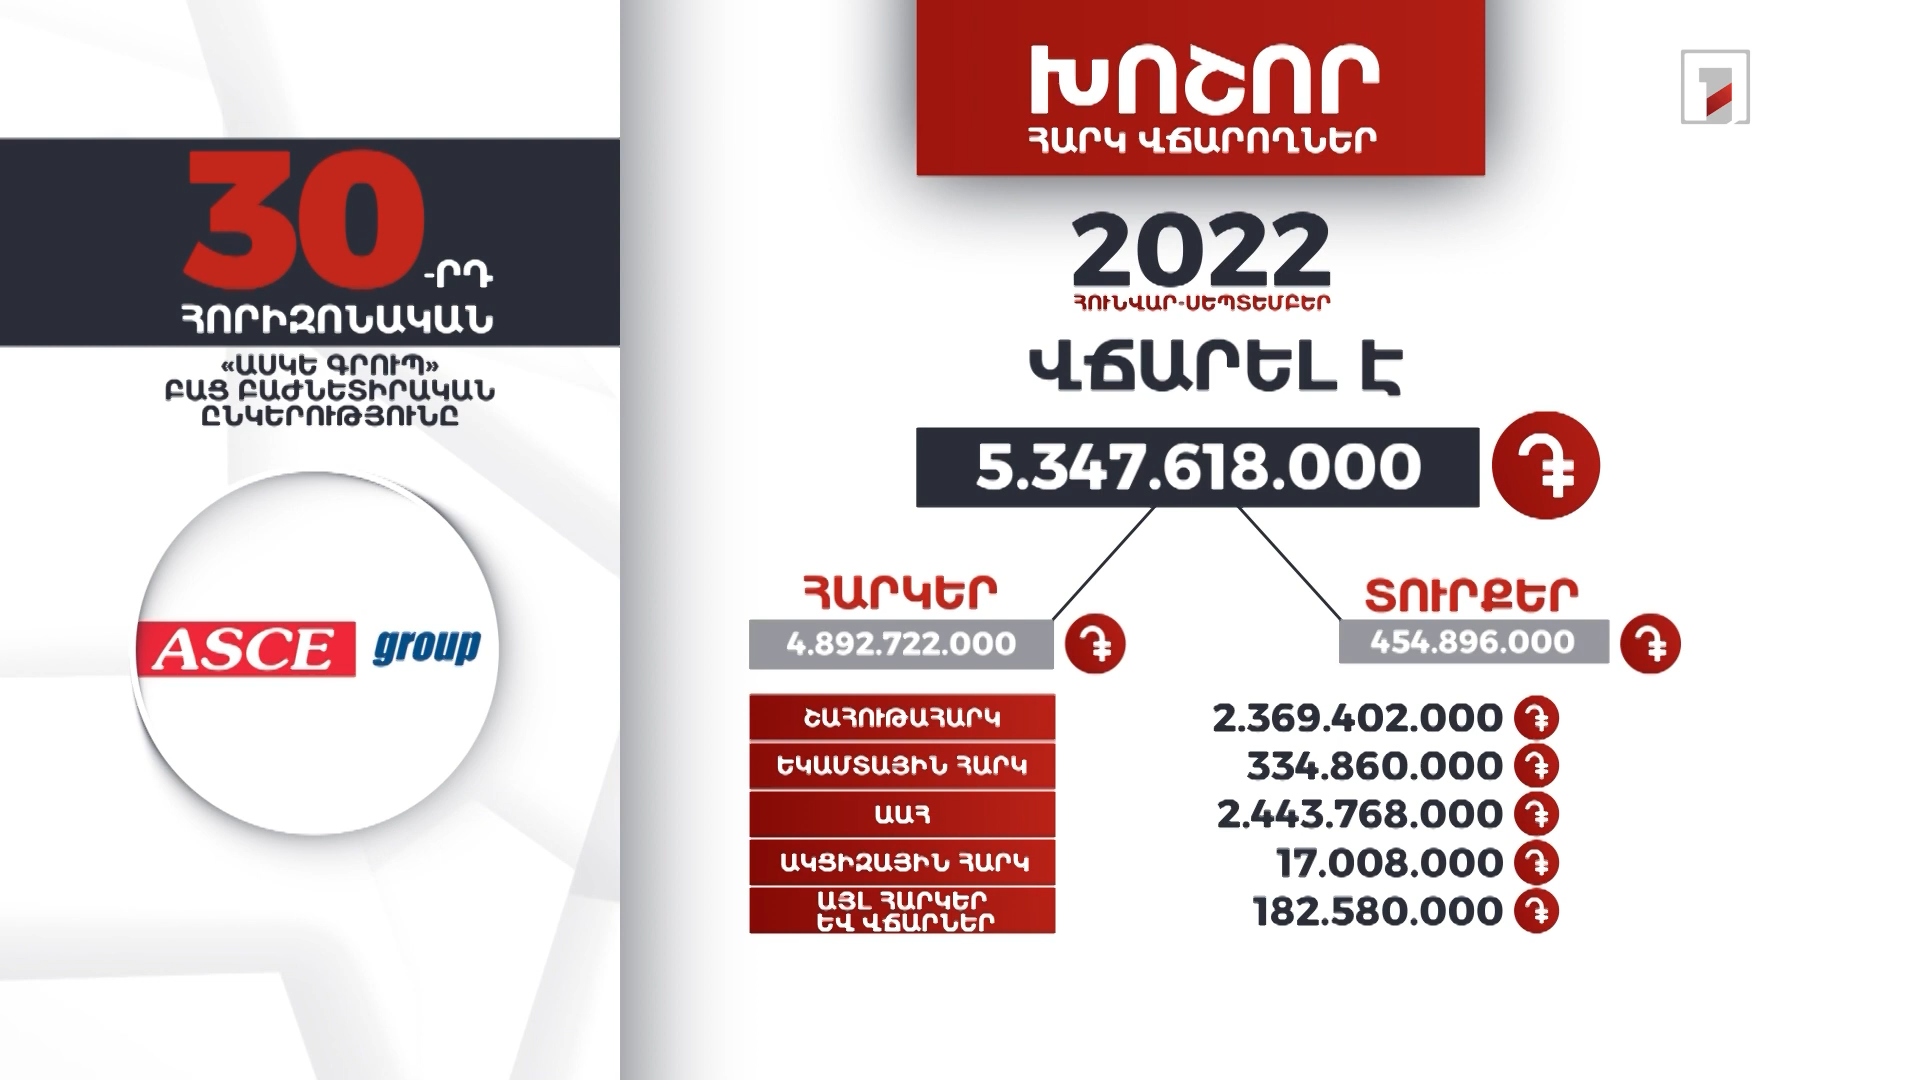 30-ՐԴ
ՀՈՐԻԶՈՆԱԿԱՆ
«ԱՍԿԵ ԳՐՈՒՊ»
ԲԱՑ ԲԱԺՆԵՏԻՐԱԿԱՆ
ԸՆԿԵՐՈՒԹՅՈՒՆԸ
ASCE group
ԽՈՇՈՐ
ՀԱՐԿ ՎՃԱՐՈՂՆԵՐ
1
2022
ՀՈՒՆՎԱՐ-ՍԵՊՏԵՄԲԵՐ
ՎՃԱՐԵԼ Է
5.347.618.000 ֏
ՀԱՐԿԵՐ
4.892.722.000 ֏
ՏՈՒՐՔԵՐ
454.896.000 ֏
ՇԱՀՈՒԹԱՀԱՐԿ 2.369.402.000 ֏
ԵԿԱՄՏԱՅԻՆ ՀԱՐԿ 334.860.000 ֏
ԱԱՀ 2.443.768.000 ֏
ԱԿՑԻԶԱՅԻՆ ՀԱՐԿ 17.008.000 ֏
ԱՅԼ ՀԱՐԿԵՐ
ԵՎ ՎՃԱՐՆԵՐ 182.580.000 ֏